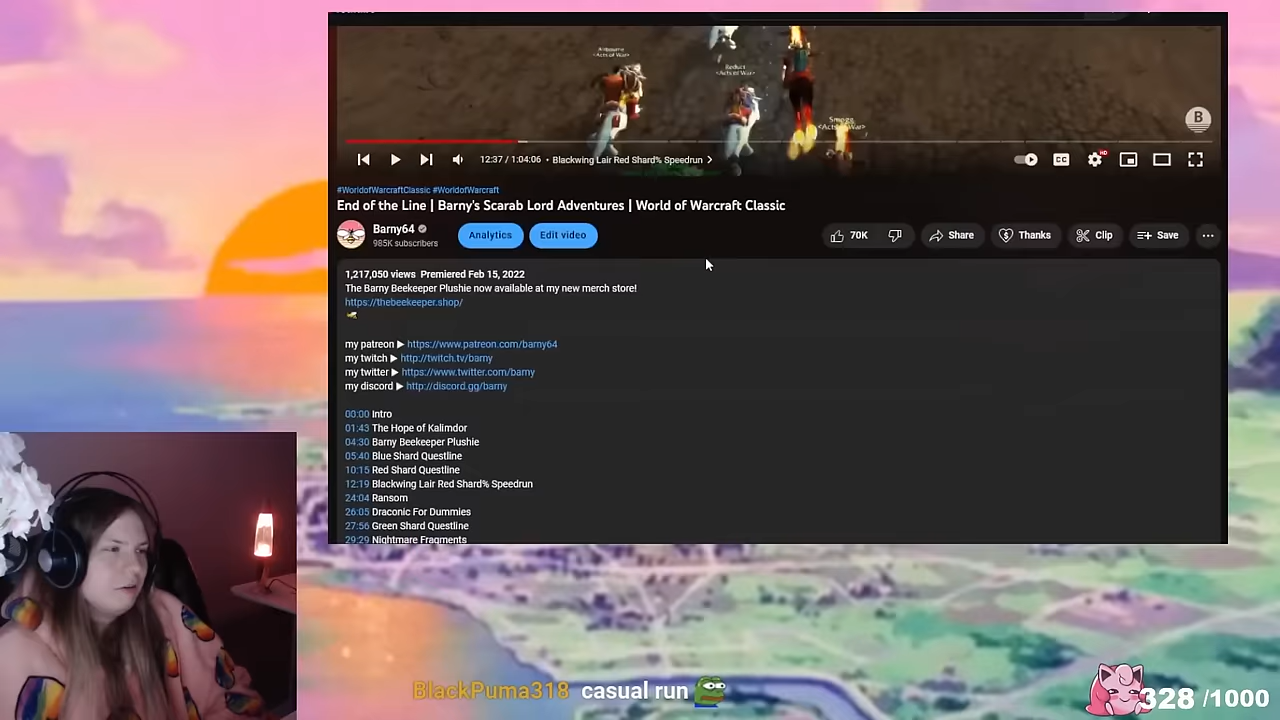 Reduct
<Acts of War>
<Acts of War>
<Acts of War>
B
12:37 / 1:04:06 • Blackwing Lair Red Shard% Speedrun
CC
HD
#WorldofWarcraftClassic #WorldofWarcraft
End of the Line | Barny's Scarab Lord Adventures | World of Warcraft Classic
Barny64
985K subscribers
Analytics
Edit video
70K
Share
Thanks
Clip
Save
1,217,050 views Premiered Feb 15, 2022
The Barny Beekeeper Plushie now available at my new merch store!
https://thebeekeeper.shop/
my patreon ▶ https://www.patreon.com/barny64
my twitch ▶ http://twitch.tv/barny
my twitter ▶ https://www.twitter.com/barny
my discord ▶ http://discord.gg/barny
00:00 Intro
01:43 The Hope of Kalimdor
04:30 Barny Beekeeper Plushie
05:40 Blue Shard Questline
10:15 Red Shard Questline
12:19 Blackwing Lair Red Shard% Speedrun
24:04 Ransom
26:05 Draconic For Dummies
27:56 Green Shard Questline
29:29 Nightmare Fragments
BlackPuma318 casual run
328 /1000